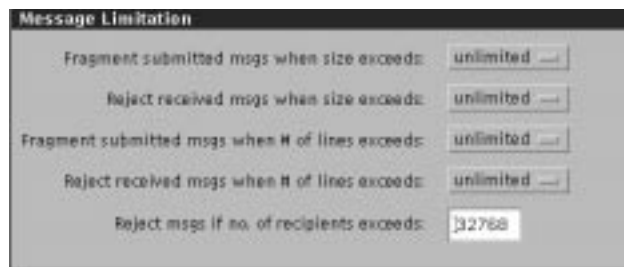 Message Limitation
Fragment submitted msgs when size exceeds: unlimited
Reject received msgs when size exceeds: unlimited
Fragment submitted msgs when # of lines exceeds: unlimited
Reject received msgs when # of lines exceeds: unlimited
Reject msgs if no. of recipients exceeds: 32768